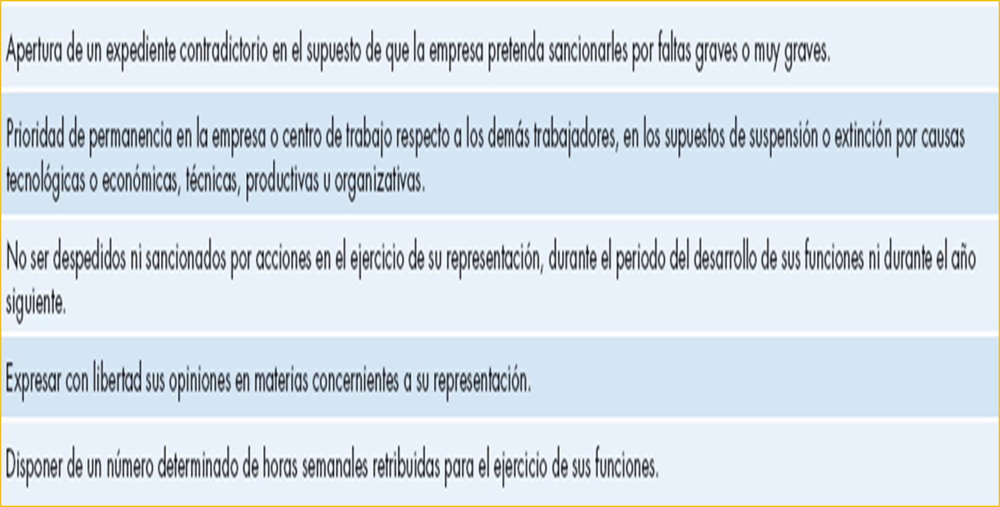 Apertura de un expediente contradictorio en el supuesto de que la empresa pretenda sancionarles por faltas graves o muy graves.
Prioridad de permanencia en la empresa o centro de trabajo respecto a los demás trabajadores, en los supuestos de suspensión o extinción por causas
tecnológicas o económicas, técnicas, productivas u organizativas.
No ser despedidos ni sancionados por acciones en el ejercicio de su representación, durante el periodo del desarrollo de sus funciones ni durante el año
siguiente.
Expresar con libertad sus opiniones en materias concernientes a su representación.
Disponer de un número determinado de horas semanales retribuidas para el ejercicio de sus funciones.